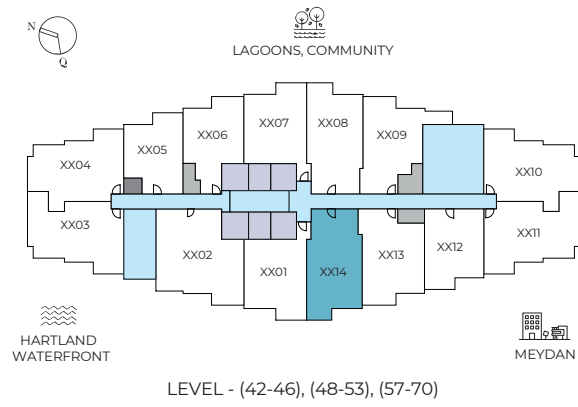 N
Q
LAGOONS, COMMUNITY
XX07
XX08
XX06
XX09
XX05
XX04
XX10
XX03
XX11
XX02
XX12
XX01
XX14
XX13
HARTLAND
WATERFRONT
MEYDAN
LEVEL - (42-46), (48-53), (57-70)